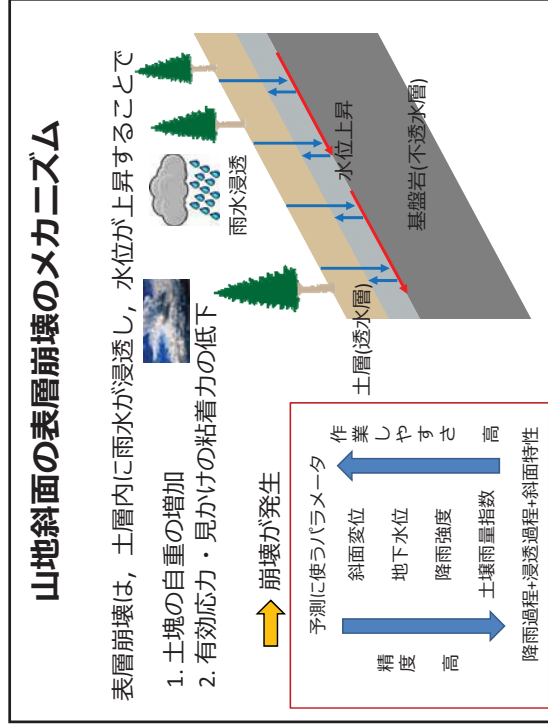 山地斜面の表層崩壊のメカニズム
表層崩壊は，土層内に雨水が浸透し，水位が上昇することで
1. 土塊の自重の増加
2. 有効応力・見かけの粘着力の低下
崩壊が発生
雨水浸透
水位上昇
土層(透水層)
基盤岩(不透水層)
予測に使うパラメータ
斜面変位
地下水位
降雨強度
土壌雨量指数
降雨過程+浸透過程+斜面特性
精度 高
作業しやすさ 高